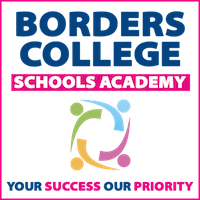 BORDERS
COLLEGE
SCHOOLS ACADEMY
YOUR SUCCESS OUR PRIORITY